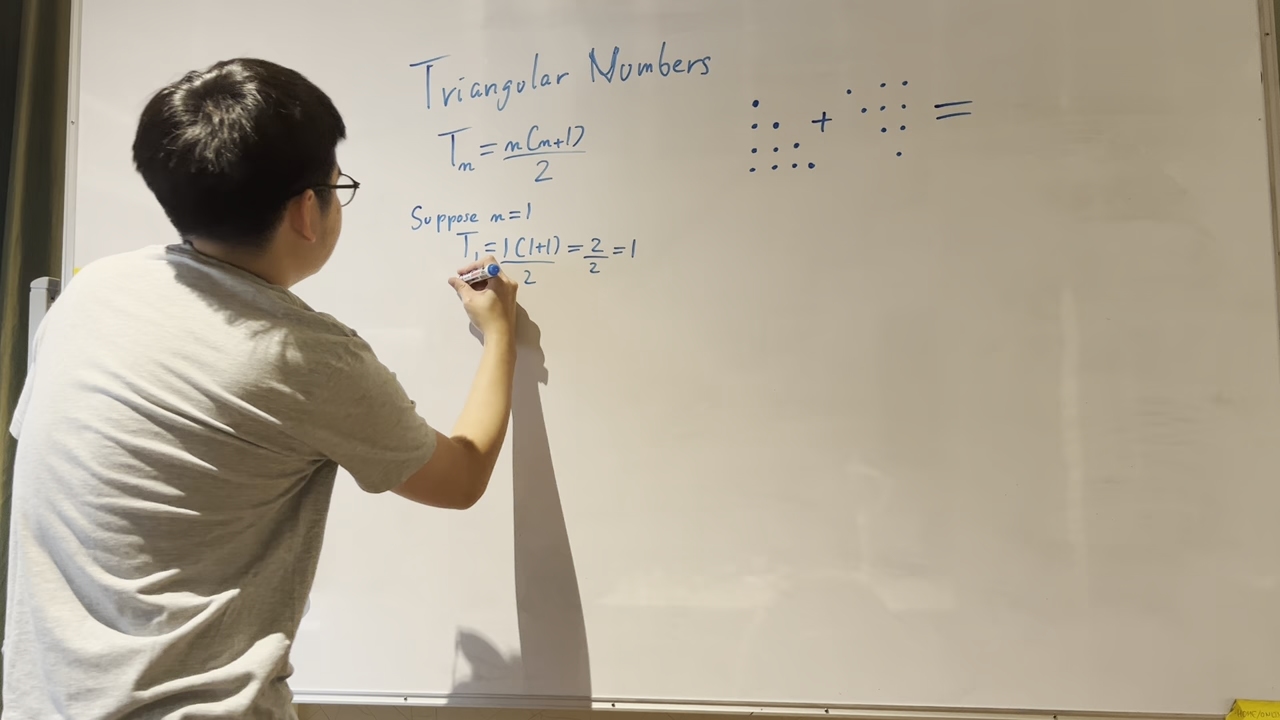 Triangular Numbers
Tn = n(n+1)/2
Suppose n=1
T1 = 1(1+1)/2 = 2/2 = 1
+ =